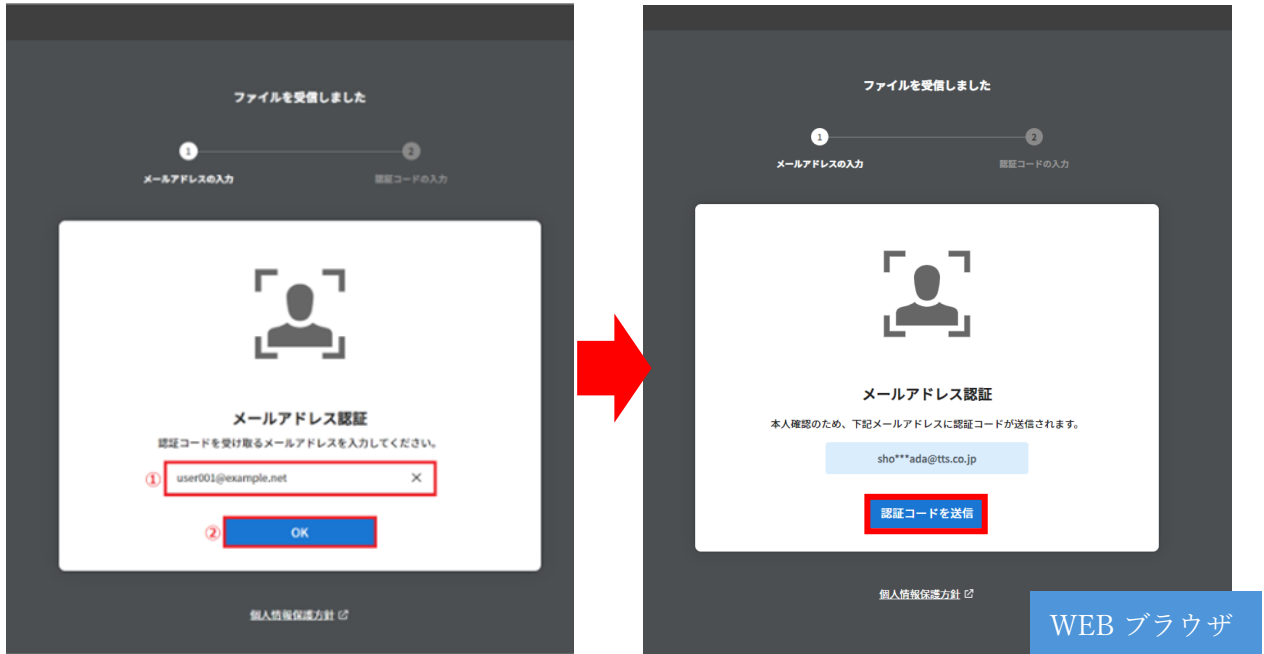 ファイルを受信しました
1
2
メールアドレスの入力
認証コードの入力
メールアドレス認証
認証コードを受け取るメールアドレスを入力してください。
① user001@example.net ×
② OK
個人情報保護方針
ファイルを受信しました
1
2
メールアドレスの入力
認証コードの入力
メールアドレス認証
本人確認のため、下記メールアドレスに認証コードが送信されます。
sho***ada@tts.co.jp
認証コードを送信
個人情報保護方針
WEB ブラウザ